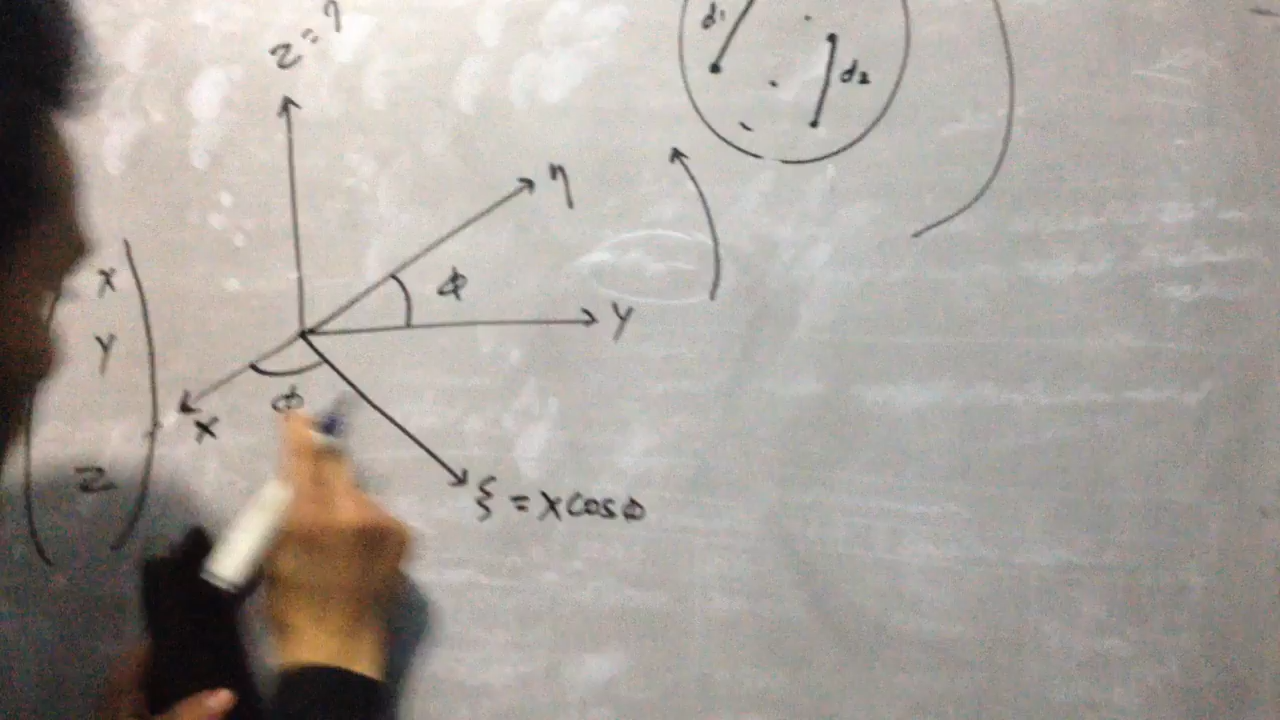 d1
d2
z =
η
ϕ
y
x
y
z
x
ϕ
ξ = x cos ϕ